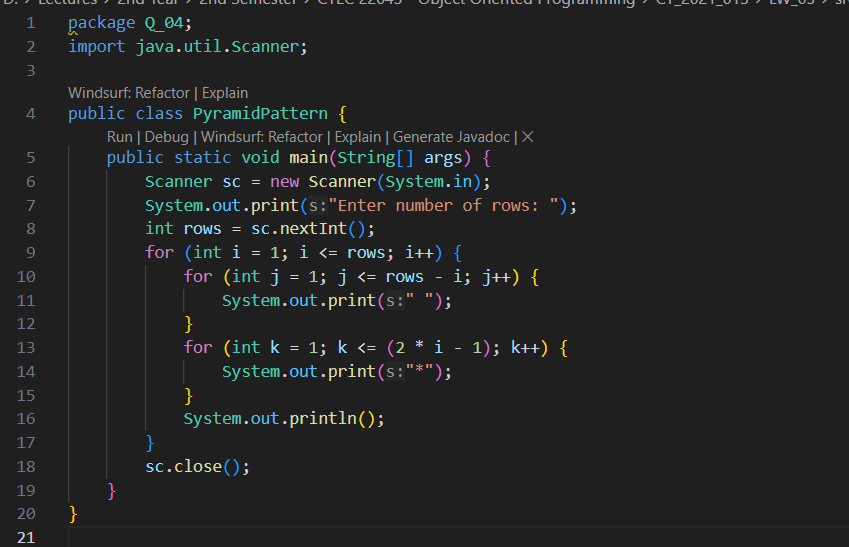 D: > Lectures > 2nd Year > 2nd Semester > CTEC 22043 - Object Oriented Programming > CT_2021_015 > LW_05 >
1 package Q_04;
2 import java.util.Scanner;
3
Windsurf: Refactor | Explain
4 public class PyramidPattern {
Run | Debug | Windsurf: Refactor | Explain | Generate Javadoc | ×
5     public static void main(String[] args) {
6         Scanner sc = new Scanner(System.in);
7         System.out.print(s:"Enter number of rows: ");
8         int rows = sc.nextInt();
9         for (int i = 1; i <= rows; i++) {
10             for (int j = 1; j <= rows - i; j++) {
11                 System.out.print(s:" ");
12             }
13             for (int k = 1; k <= (2 * i - 1); k++) {
14                 System.out.print(s:"*");
15             }
16             System.out.println();
17         }
18         sc.close();
19     }
20 }
21